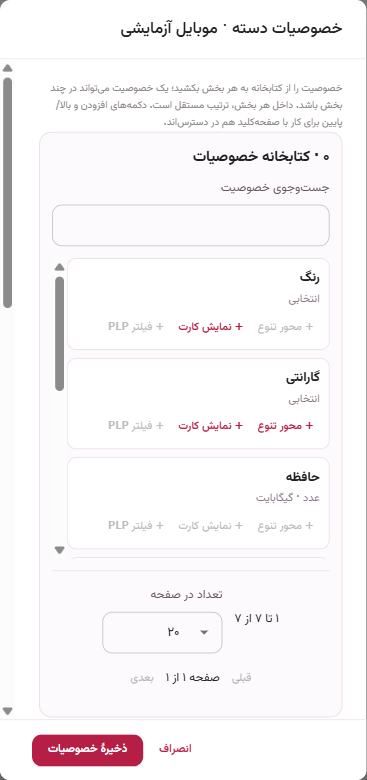 خصوصیات دسته · موبایل آزمایشی
خصوصیت را از کتابخانه به هر بخش بکشید؛ یک خصوصیت می‌تواند در چند
بخش باشد. داخل هر بخش، ترتیب مستقل است. دکمه‌های افزودن و بالا/
پایین برای کار با صفحه‌کلید هم در دسترس‌اند.
۰ · کتابخانه خصوصیات
جست‌وجوی خصوصیت
رنگ
انتخابی
+ محور تنوع + نمایش کارت + فیلتر PLP
گارانتی
انتخابی
+ محور تنوع + نمایش کارت + فیلتر PLP
حافظه
عدد · گیگابایت
+ محور تنوع + نمایش کارت + فیلتر PLP
تعداد در صفحه
۱ تا ۷ از ۷
۲۰
قبلی صفحه ۱ از ۱ بعدی
انصراف ذخیرهٔ خصوصیات